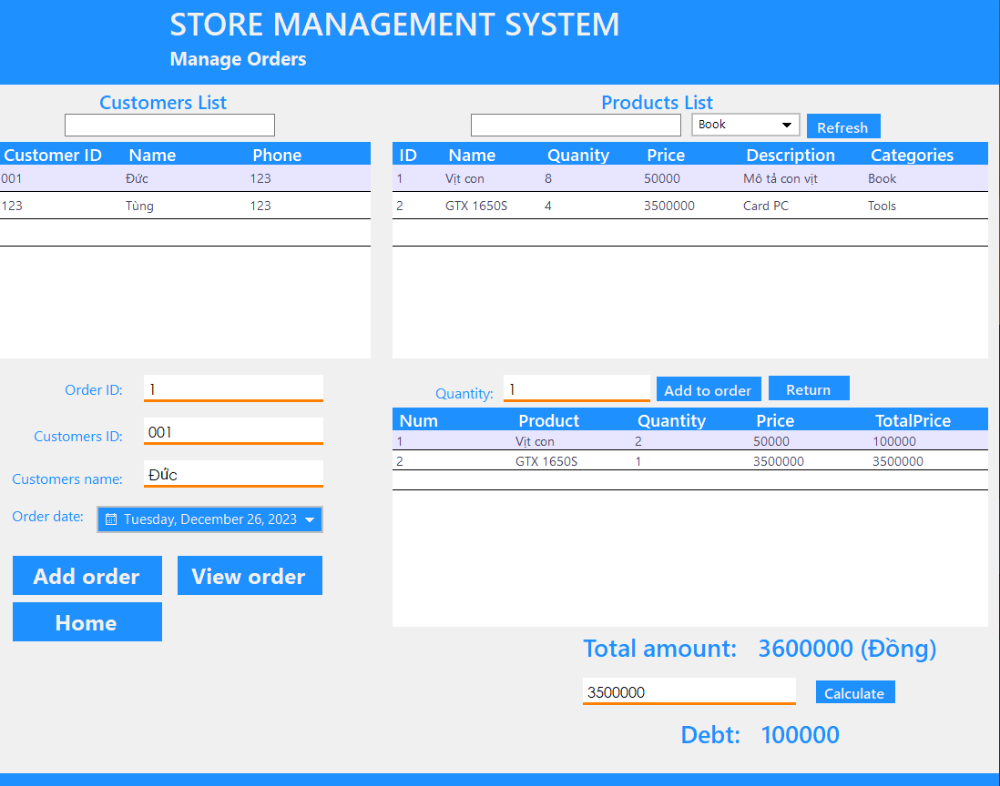 STORE MANAGEMENT SYSTEM
Manage Orders
Customers List
Products List
Book
Refresh
Customer ID Name Phone
001 Đức 123
123 Tùng 123
ID Name Quanity Price Description Categories
1 Vịt con 8 50000 Mô tả con vịt Book
2 GTX 1650S 4 3500000 Card PC Tools
Order ID: 1
Customers ID: 001
Customers name: Đức
Order date: Tuesday, December 26, 2023
Add order View order
Home
Quantity: 1 Add to order Return
Num Product Quantity Price TotalPrice
1 Vịt con 2 50000 100000
2 GTX 1650S 1 3500000 3500000
Total amount: 3600000 (Đồng)
3500000 Calculate
Debt: 100000